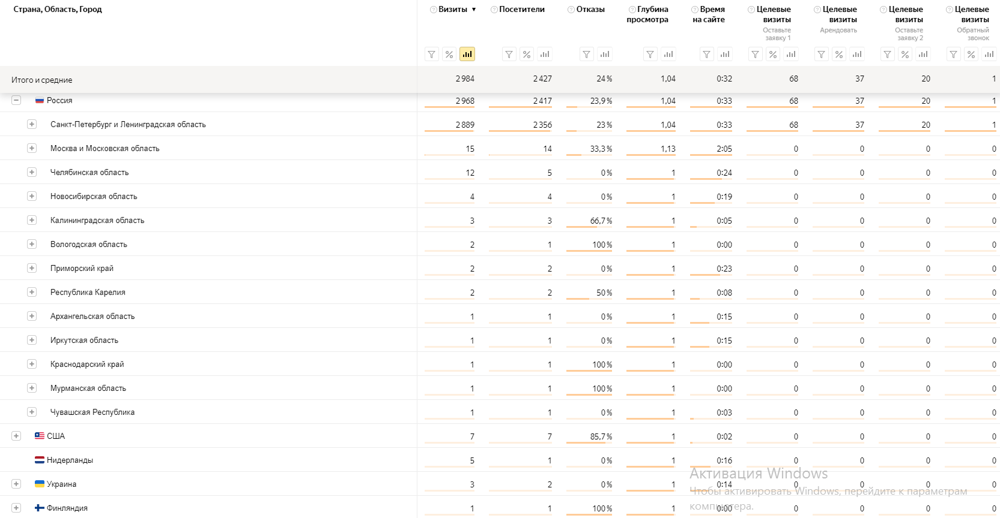 Страна, Область, Город
Визиты ▼ Посетители Отказы Глубина просмотра Время на сайте Целевые визиты Оставьте заявку 1 Целевые визиты Арендовать Целевые визиты Оставьте заявку 2 Целевые визиты Обратный звонок
% % % % % %
Итого и средние 2 984 2 427 24 % 1,04 0:32 68 37 20 1
Россия 2 968 2 417 23,9 % 1,04 0:33 68 37 20 1
Санкт-Петербург и Ленинградская область 2 889 2 356 23 % 1,04 0:33 68 37 20 1
Москва и Московская область 15 14 33,3 % 1,13 2:05 0 0 0 0
Челябинская область 12 5 0 % 1 0:24 0 0 0 0
Новосибирская область 4 4 0 % 1 0:19 0 0 0 0
Калининградская область 3 3 66,7 % 1 0:05 0 0 0 0
Вологодская область 2 1 100 % 1 0:00 0 0 0 0
Приморский край 2 2 0 % 1 0:23 0 0 0 0
Республика Карелия 2 2 50 % 1 0:08 0 0 0 0
Архангельская область 1 1 0 % 1 0:15 0 0 0 0
Иркутская область 1 1 0 % 1 0:15 0 0 0 0
Краснодарский край 1 1 100 % 1 0:00 0 0 0 0
Мурманская область 1 1 100 % 1 0:00 0 0 0 0
Чувашская Республика 1 1 0 % 1 0:03 0 0 0 0
США 7 7 85,7 % 1 0:02 0 0 0 0
Нидерланды 5 1 0 % 1 0:16 0 0 0 0
Украина 3 2 0 % 1 0:14 0 0 0 0
Финляндия 1 1 100 % 1 0:00 0 0 0 0
Активация Windows
Чтобы активировать Windows, перейдите к параметрам
компьютера.